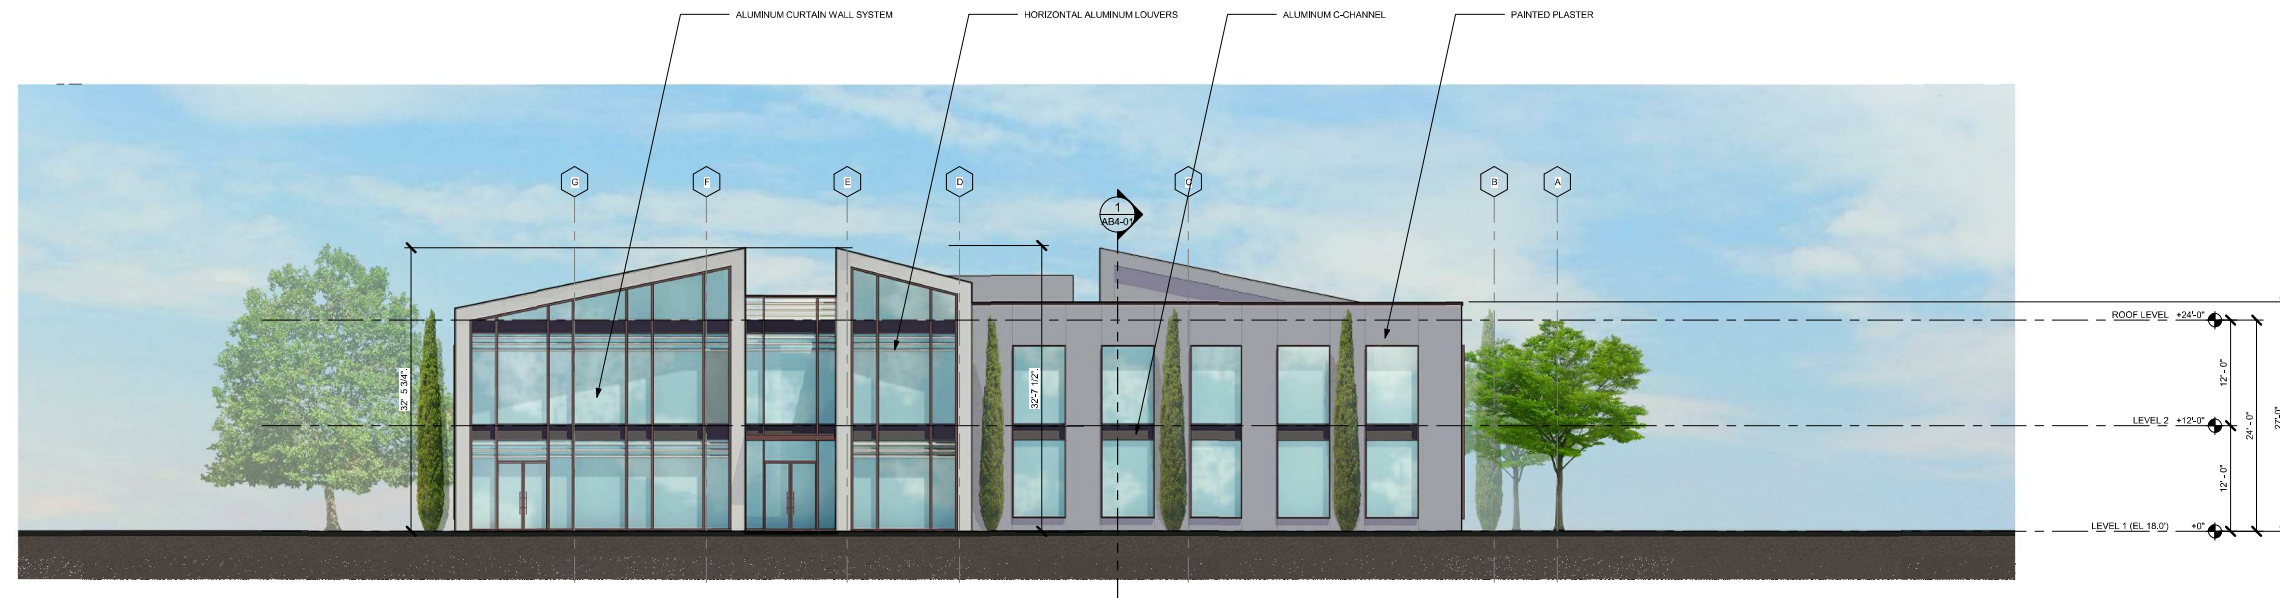 ALUMINUM CURTAIN WALL SYSTEM
HORIZONTAL ALUMINUM LOUVERS
ALUMINUM C-CHANNEL
PAINTED PLASTER
G
F
E
D
C
B
A
1
AB4-01
32' 5 3/4"
32'-7 1/2"
ROOF LEVEL +24'-0"
LEVEL 2 +12'-0"
LEVEL 1 (EL 18.0') +0"
12' - 0"
12' - 0"
24' - 0"
27'-0"